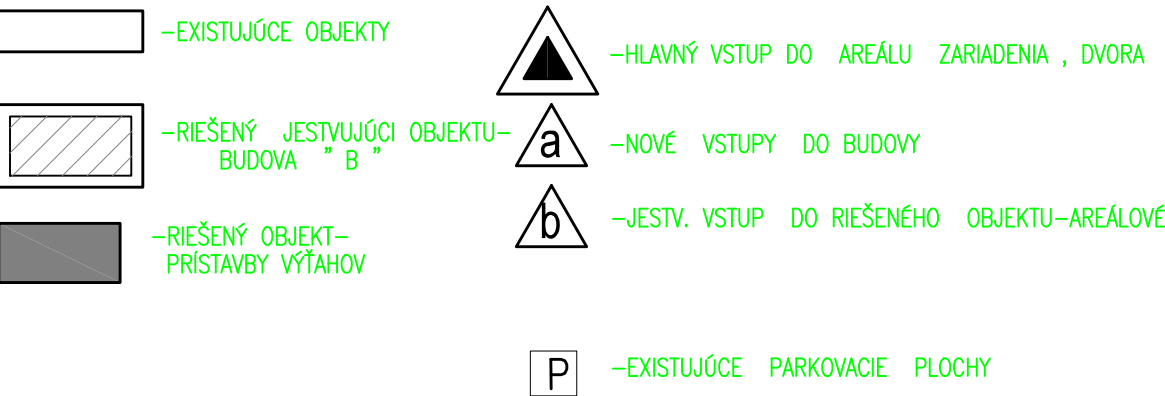 -EXISTUJÚCE OBJEKTY
-RIEŠENÝ JESTVUJÚCI OBJEKTU-
BUDOVA " B "
-RIEŠENÝ OBJEKT-
PRÍSTAVBY VÝŤAHOV
-HLAVNÝ VSTUP DO AREÁLU ZARIADENIA , DVORA
a -NOVÉ VSTUPY DO BUDOVY
b -JESTV. VSTUP DO RIEŠENÉHO OBJEKTU-AREÁLOVÉ
P -EXISTUJÚCE PARKOVACIE PLOCHY